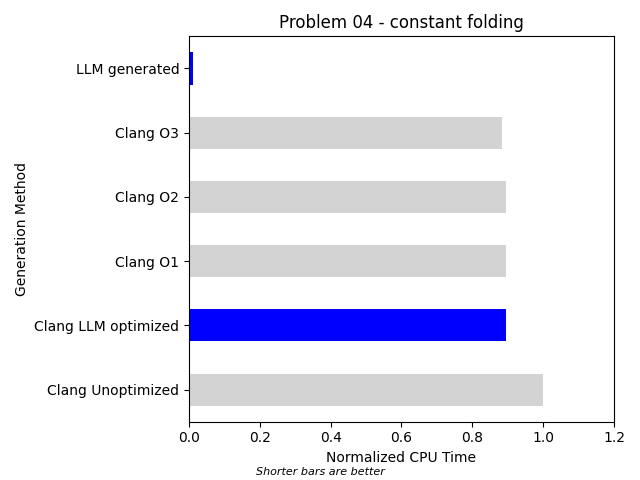 Problem 04 - constant folding
LLM generated
Clang O3
Clang O2
Clang O1
Clang LLM optimized
Clang Unoptimized
Generation Method
0.0 0.2 0.4 0.6 0.8 1.0 1.2
Normalized CPU Time
Shorter bars are better